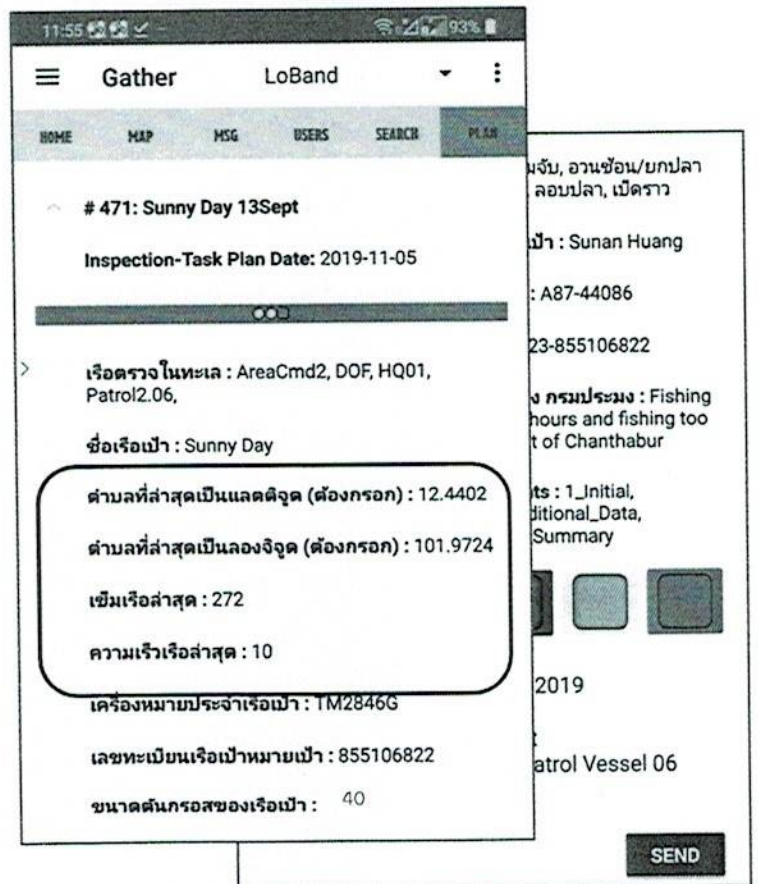 11:55
93%
Gather LoBand
HOME MAP MSG USERS SEARCH PLAN
# 471: Sunny Day 13Sept
Inspection-Task Plan Date: 2019-11-05
เรือตรวจในทะเล : AreaCmd2, DOF, HQ01,
Patrol2.06,
ชื่อเรือเป้า : Sunny Day
ตำบลที่ล่าสุดเป็นแลตติจูด (ต้องกรอก) : 12.4402
ตำบลที่ล่าสุดเป็นลองจิจูด (ต้องกรอก) : 101.9724
เข็มเรือล่าสุด : 272
ความเร็วเรือล่าสุด : 10
เครื่องหมายประจำเรือเป้า : TM2846G
เลขทะเบียนเรือเป้าหมายเป้า : 855106822
ขนาดตันกรอสของเรือเป้า : 40
มจับ, อวนช้อน/ยกปลา
ลอบปลา, เบ็ดราว
เป้า : Sunan Huang
: A87-44086
23-855106822
ง กรมประมง : Fishing
hours and fishing too
t of Chanthabur
ts : 1_Initial,
ditional_Data,
Summary
2019
:
atrol Vessel 06
SEND